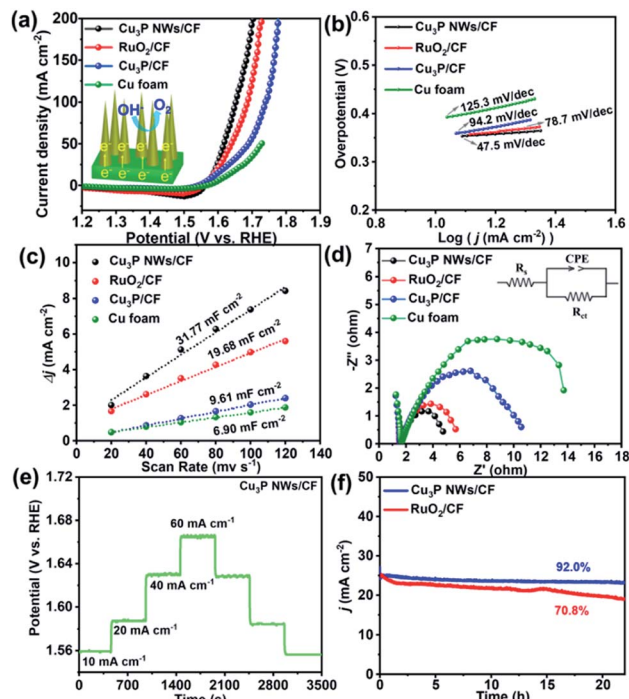 (a)
Cu₃P NWs/CF
RuO₂/CF
Cu₃P/CF
Cu foam
OH⁻
O₂
e⁻ e⁻ e⁻ e⁻
e⁻ e⁻ e⁻ e⁻
Current density (mA cm⁻²)
200
150
100
50
0
1.2 1.3 1.4 1.5 1.6 1.7 1.8 1.9
Potential (V vs. RHE)
(b)
Cu₃P NWs/CF
RuO₂/CF
Cu₃P/CF
Cu foam
125.3 mV/dec
94.2 mV/dec
78.7 mV/dec
47.5 mV/dec
Overpotential (V)
0.6
0.5
0.4
0.3
0.2
0.8 1.0 1.2 1.4 1.6
Log ( j (mA cm⁻²)
(c)
Cu₃P NWs/CF
RuO₂/CF
Cu₃P/CF
Cu foam
31.77 mF cm⁻²
19.68 mF cm⁻²
9.61 mF cm⁻²
6.90 mF cm⁻²
Δj (mA cm⁻²)
8
6
4
2
0
0 20 40 60 80 100 120 140
Scan Rate (mv s⁻¹)
(d)
Cu₃P NWs/CF
RuO₂/CF
Cu₃P/CF
Cu foam
Rs
CPE
Rct
-Z'' (ohm)
-7
-6
-5
-4
-3
-2
-1
0
0 2 4 6 8 10 12 14 16 18
Z' (ohm)
(e)
Cu₃P NWs/CF
60 mA cm⁻¹
40 mA cm⁻¹
20 mA cm⁻¹
10 mA cm⁻¹
Potential (V vs. RHE)
1.72
1.68
1.64
1.60
1.56
0 700 1400 2100 2800 3500
Time (s)
(f)
Cu₃P NWs/CF
RuO₂/CF
92.0%
70.8%
j (mA cm⁻²)
50
40
30
20
10
0
0 5 10 15 20
Time (h)